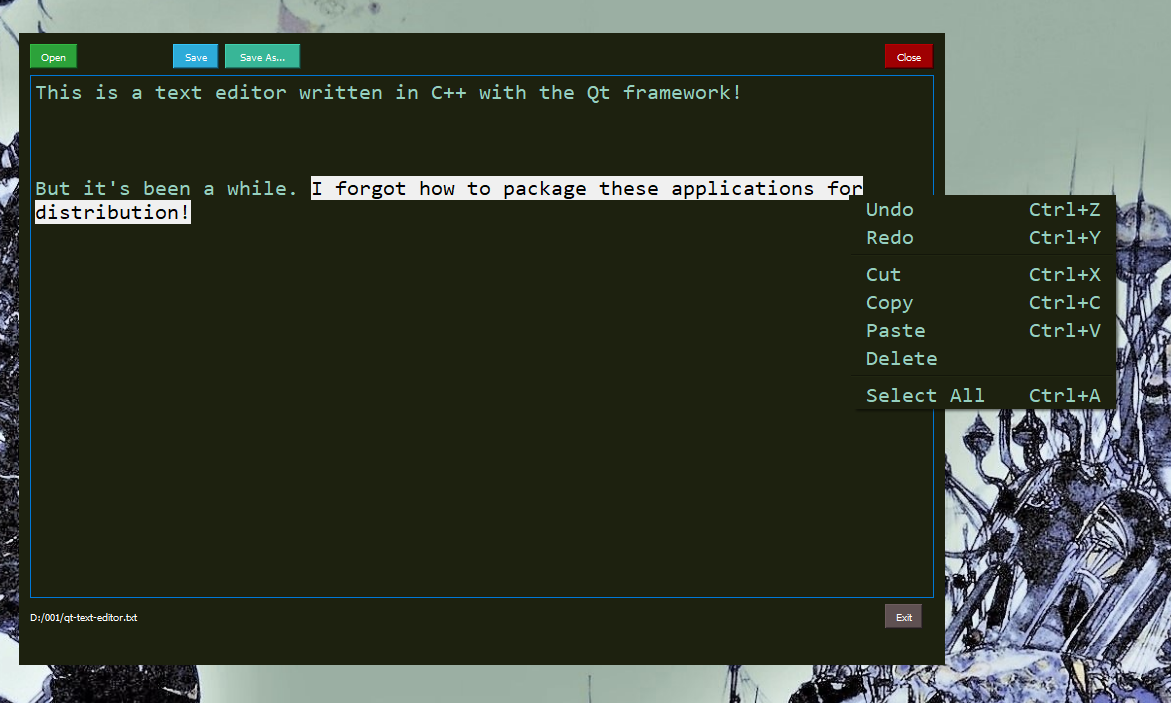 Open Save Save As... Close
This is a text editor written in C++ with the Qt framework!
But it's been a while. I forgot how to package these applications for
distribution!
Undo Ctrl+Z
Redo Ctrl+Y
Cut Ctrl+X
Copy Ctrl+C
Paste Ctrl+V
Delete
Select All Ctrl+A
D:/001/qt-text-editor.txt Exit